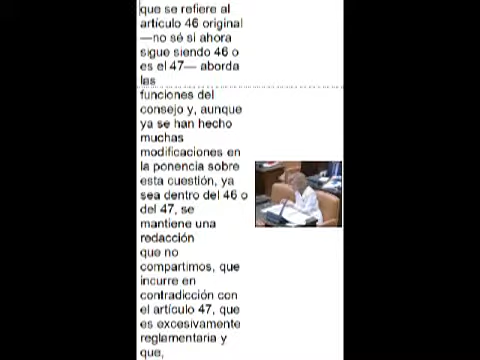 que se refiere al
artículo 46 original
—no sé si ahora
sigue siendo 46 o
es el 47— aborda
las
funciones del
consejo y, aunque
ya se han hecho
muchas
modificaciones en
la ponencia sobre
esta cuestión, ya
sea dentro del 46 o
del 47, se
mantiene una
redacción
que no
compartimos, que
incurre en
contradicción con
el artículo 47, que
es excesivamente
reglamentaria y
que,